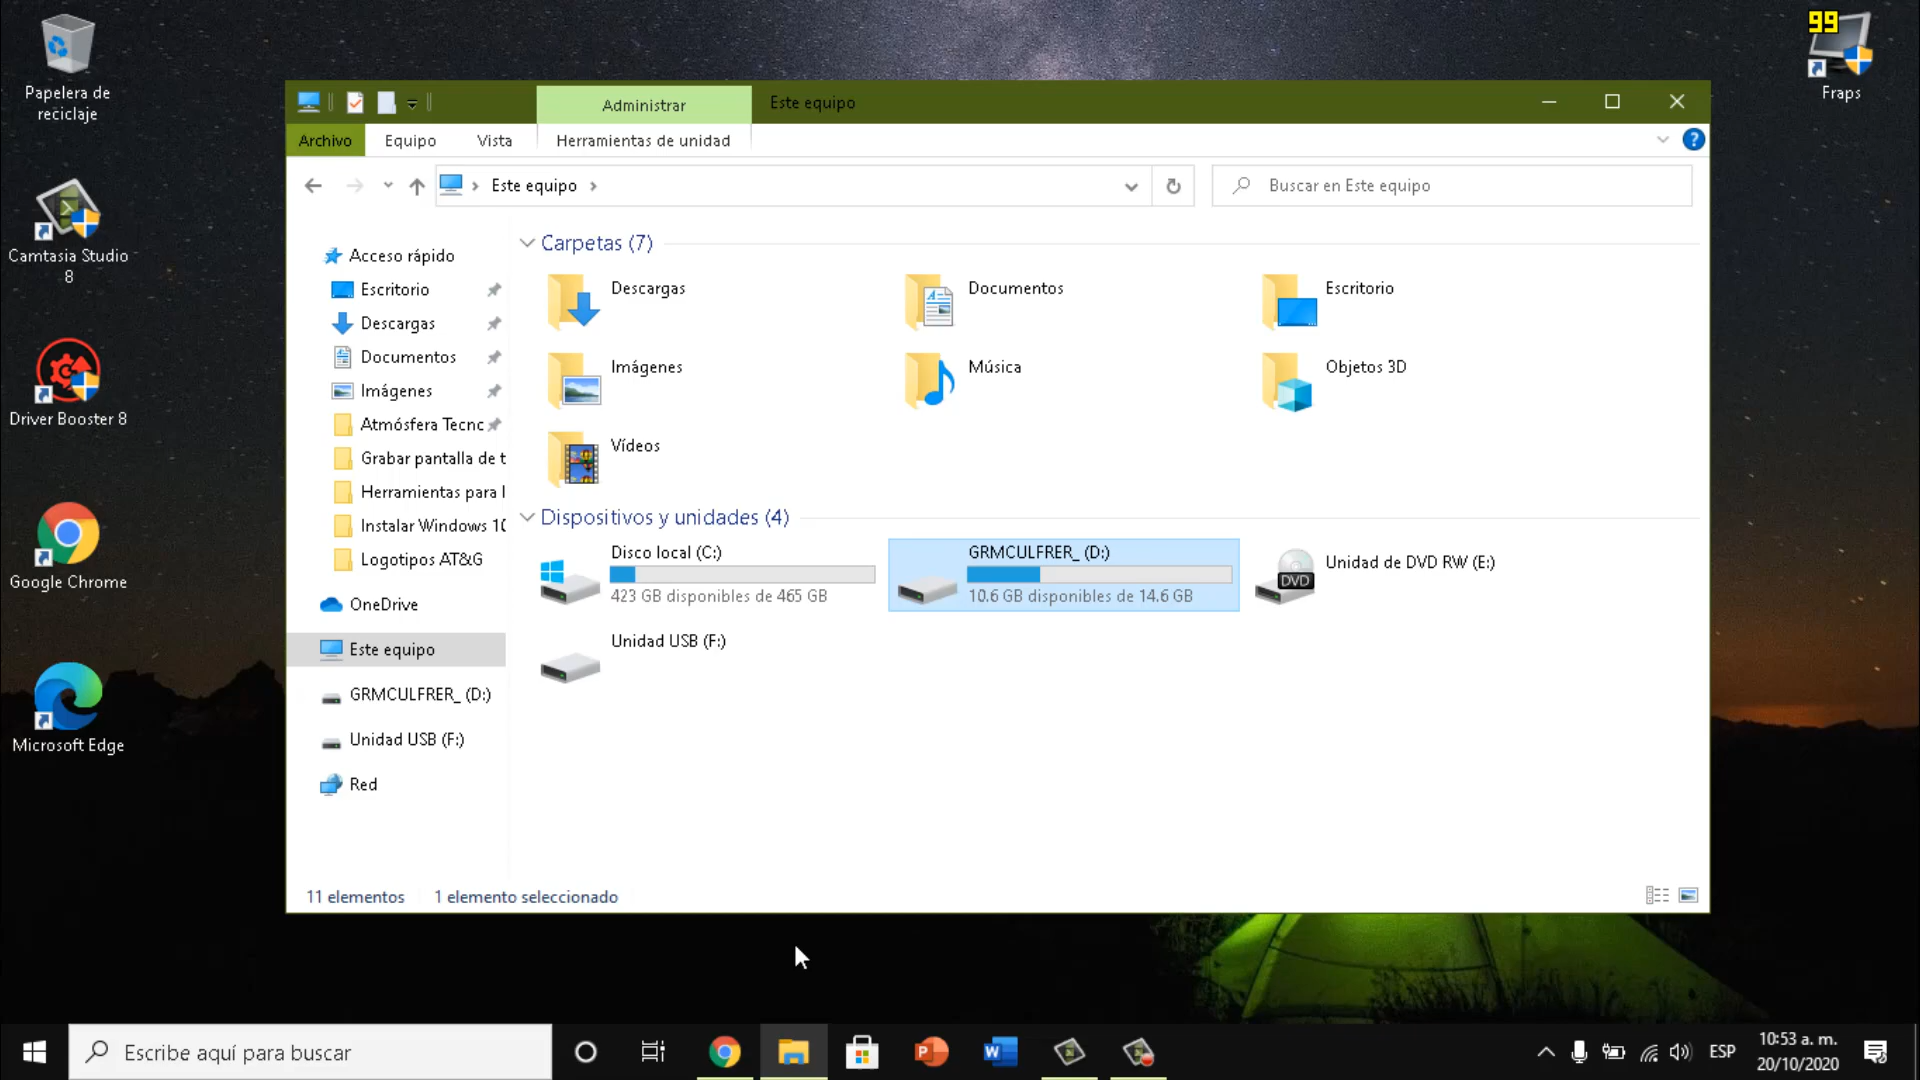 Papelera de
reciclaje
Camtasia Studio
8
Driver Booster 8
Google Chrome
Microsoft Edge
99
Fraps
Administrar
Este equipo
Archivo
Equipo
Vista
Herramientas de unidad
?
Este equipo
Buscar en Este equipo
Acceso rápido
Escritorio
Descargas
Documentos
Imágenes
Atmósfera Tecnc
Grabar pantalla de t
Herramientas para l
Instalar Windows 10
Logotipos AT&G
OneDrive
Este equipo
GRMCULFRER_ (D:)
Unidad USB (F:)
Red
Carpetas (7)
Descargas
Documentos
Escritorio
Imágenes
Música
Objetos 3D
Vídeos
Dispositivos y unidades (4)
Disco local (C:)
423 GB disponibles de 465 GB
GRMCULFRER_ (D:)
10.6 GB disponibles de 14.6 GB
DVD
Unidad de DVD RW (E:)
Unidad USB (F:)
11 elementos
1 elemento seleccionado
Escribe aquí para buscar
P
W
ESP
10:53 a. m.
20/10/2020